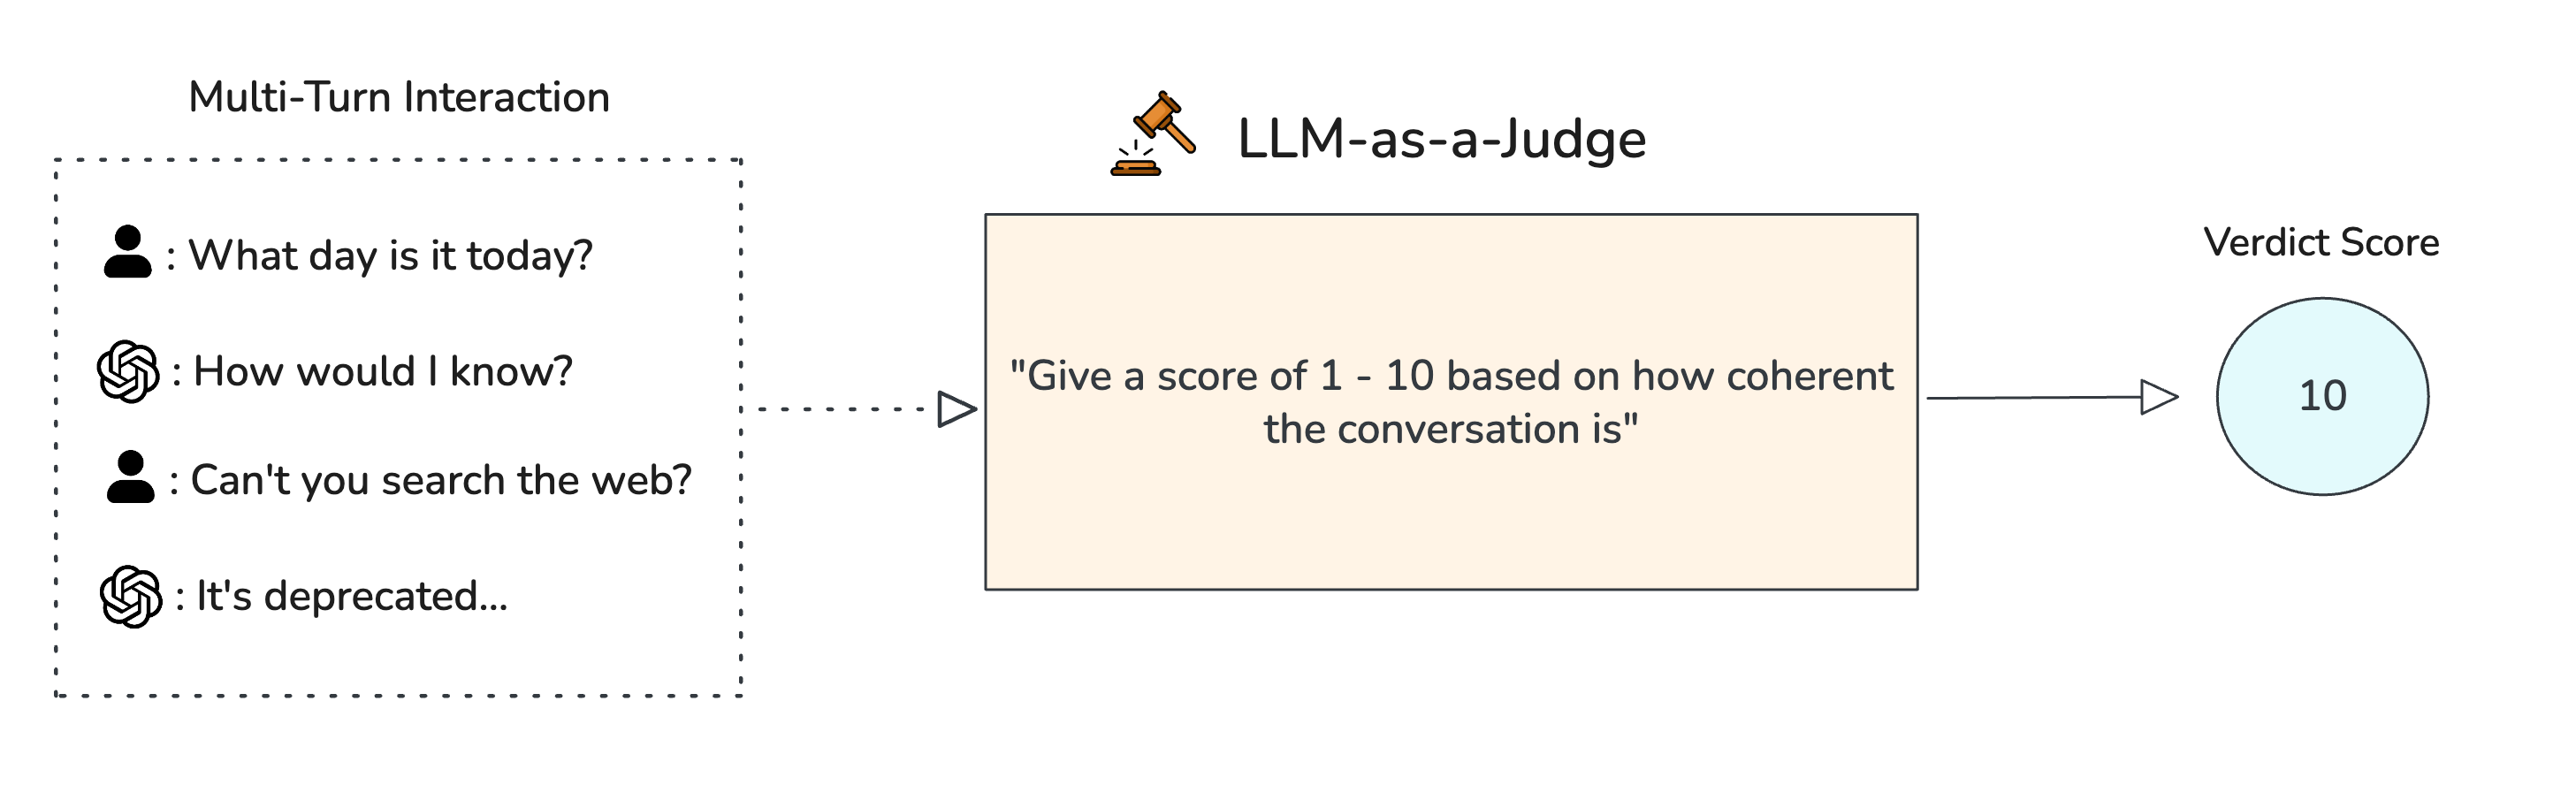 Multi-Turn Interaction
: What day is it today?
: How would I know?
: Can't you search the web?
: It's deprecated...
LLM-as-a-Judge
"Give a score of 1 - 10 based on how coherent
the conversation is"
Verdict Score
10